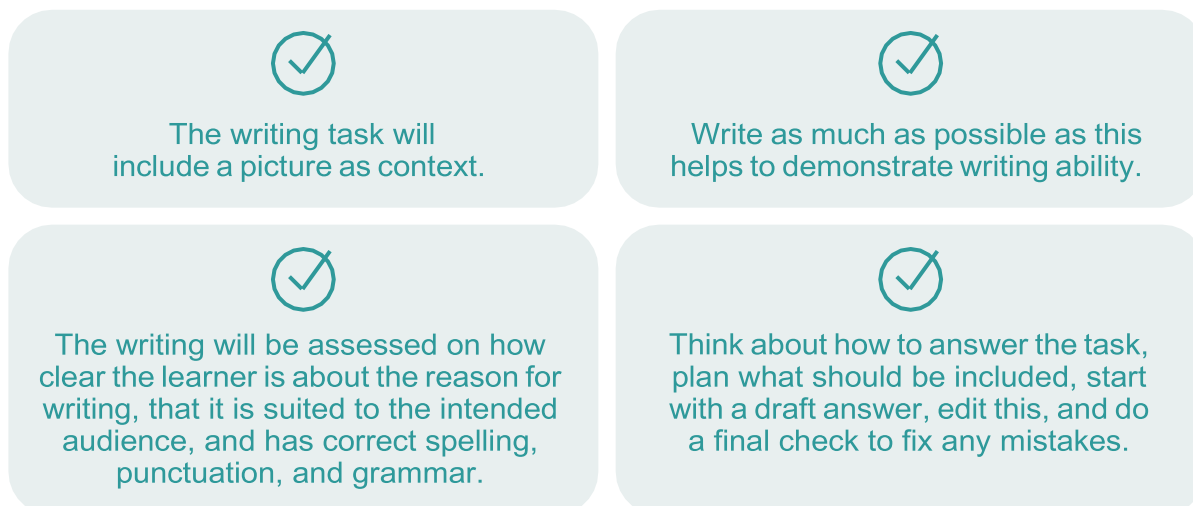 The writing task will
include a picture as context.
Write as much as possible as this
helps to demonstrate writing ability.
The writing will be assessed on how
clear the learner is about the reason for
writing, that it is suited to the intended
audience, and has correct spelling,
punctuation, and grammar.
Think about how to answer the task,
plan what should be included, start
with a draft answer, edit this, and do
a final check to fix any mistakes.